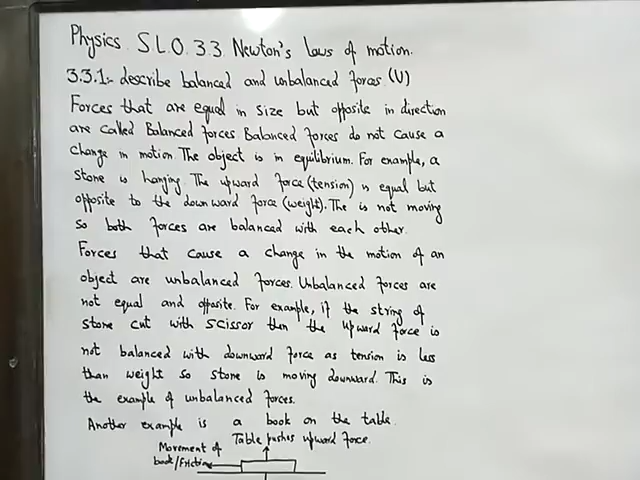 Physics. S.L.O. 3.3. Newton's laws of motion.
3.3.1:- describe balanced and unbalanced forces (U)
Forces that are equal in size but opposite in direction
are called Balanced forces Balanced forces do not cause a
change in motion The object is in equilibrium. For example, a
stone is hanging. The upward force (tension) is equal but
opposite to the downward force (weight). The is not moving
so both forces are balanced with each other.
Forces that cause a change in the motion of an
object are unbalanced forces. Unbalanced forces are
not equal and opposite. For example, if the string of
stone cut with scissor then the upward force is
not balanced with downward force as tension is less
than weight so stone is moving downward. This is
the example of unbalanced forces.
Another example is a book on the table.
Table pushes upward force.
Movement of
book/friction